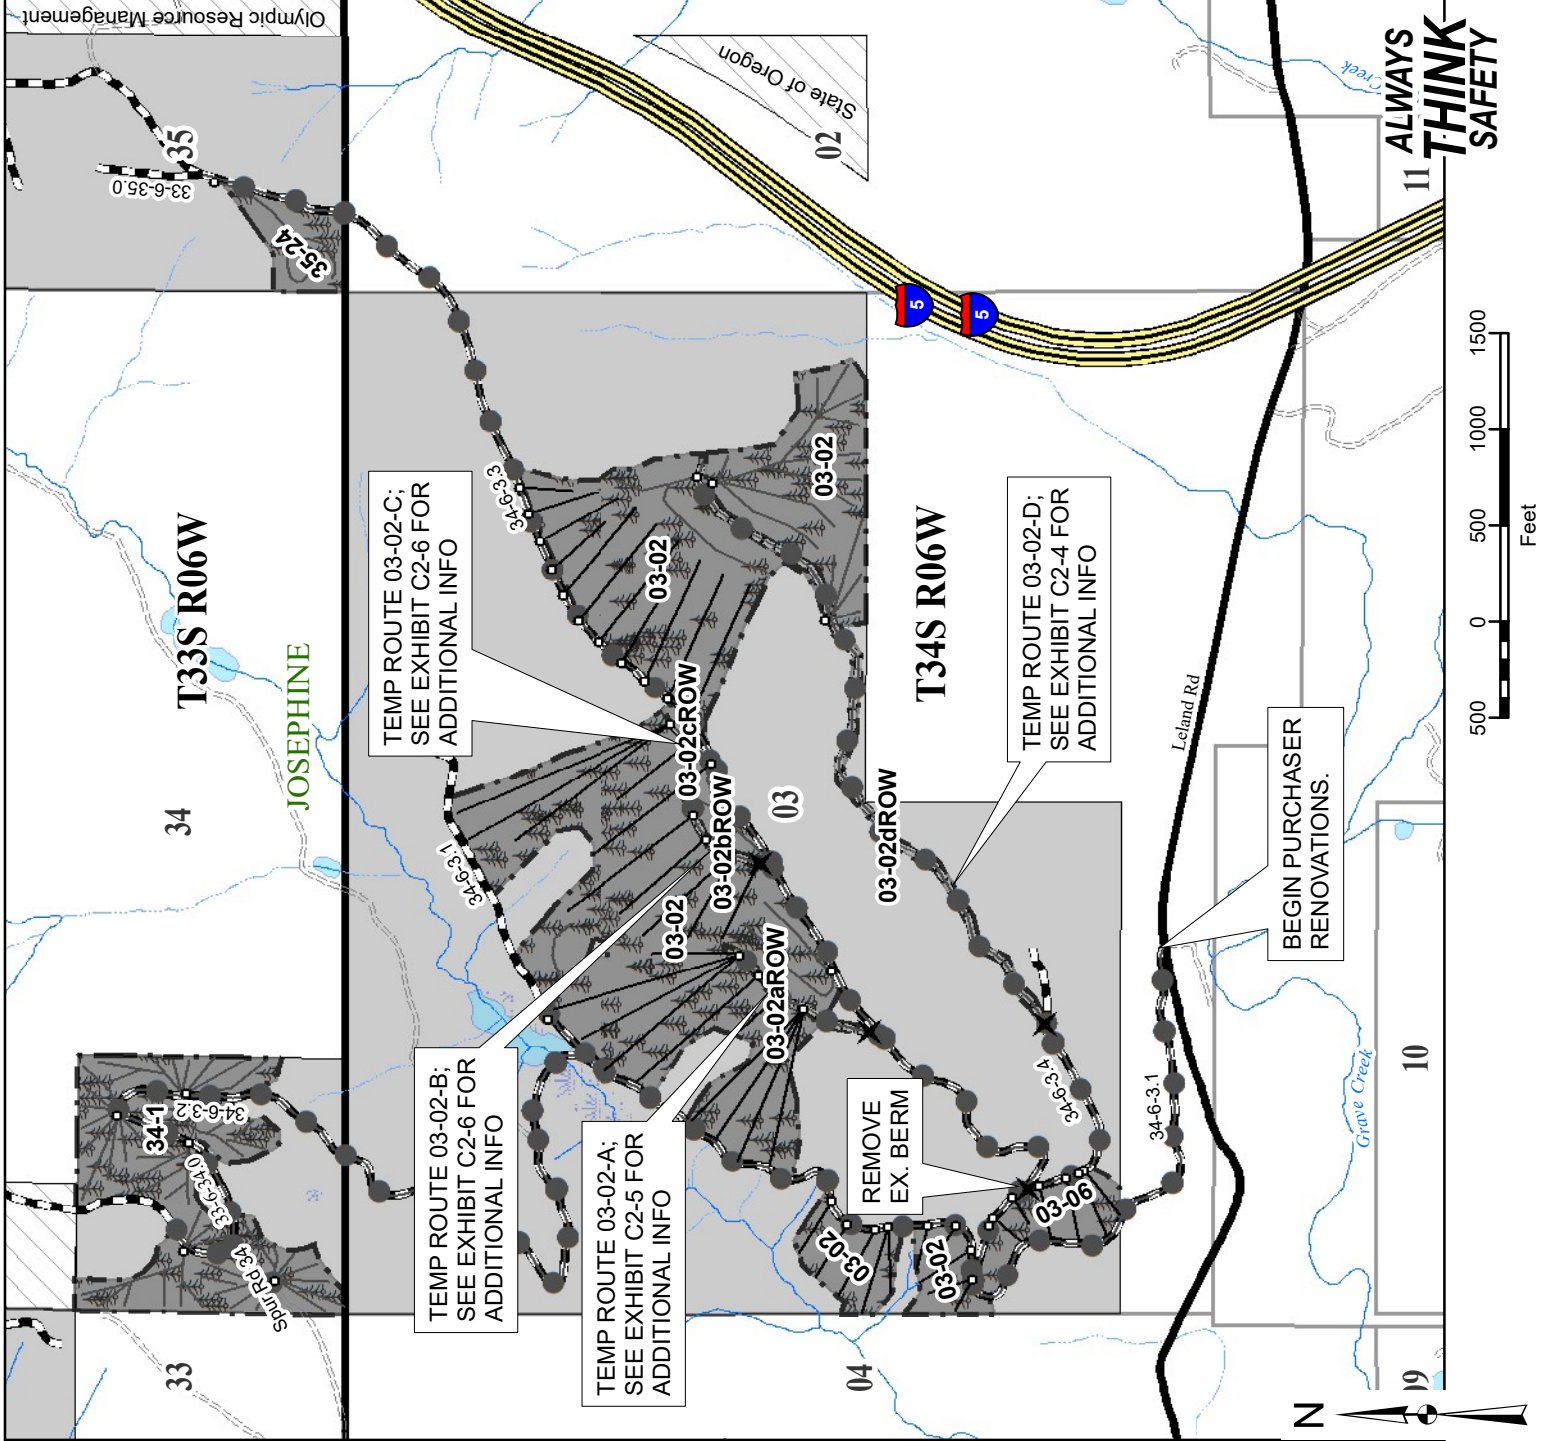 Olympic Resource Management
State of Oregon
T33S R06W
JOSEPHINE
T34S R06W
33
34
35
02
03
04
09
10
11
35-24
33-6-35.0
34-1
34-6-3.2
33-6-34.0
Spur Rd 34
34-6-3.3
03-02
03-02
34-6-3.1
03-02
03-02cROW
03-02bROW
03-02aROW
03-02dROW
03-02
03-02
03-06
34-6-3.4
34-6-3.1
TEMP ROUTE 03-02-C;
SEE EXHIBIT C2-6 FOR
ADDITIONAL INFO
TEMP ROUTE 03-02-B;
SEE EXHIBIT C2-6 FOR
ADDITIONAL INFO
TEMP ROUTE 03-02-A;
SEE EXHIBIT C2-5 FOR
ADDITIONAL INFO
TEMP ROUTE 03-02-D;
SEE EXHIBIT C2-4 FOR
ADDITIONAL INFO
REMOVE
EX. BERM
BEGIN PURCHASER
RENOVATIONS.
Leland Rd
Grave Creek
Creek
5
5
ALWAYS
THINK
SAFETY
500 0 500 1000 1500
Feet
N